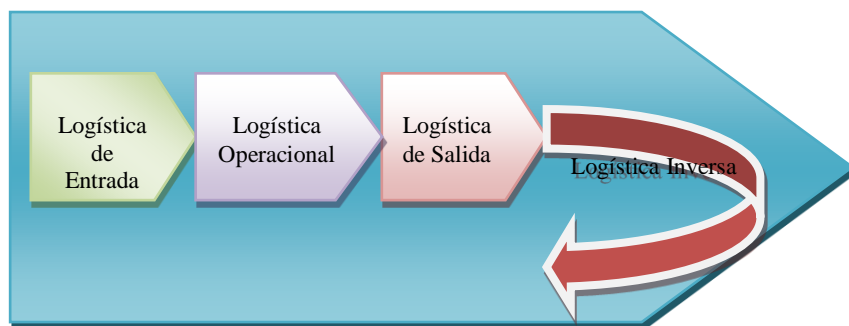 Logística
de
Entrada
Logística
Operacional
Logística
de Salida
Logística Inversa